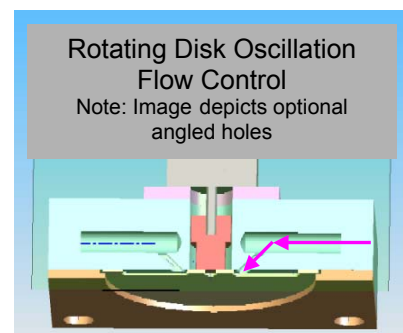 Rotating Disk Oscillation
Flow Control
Note: Image depicts optional
angled holes